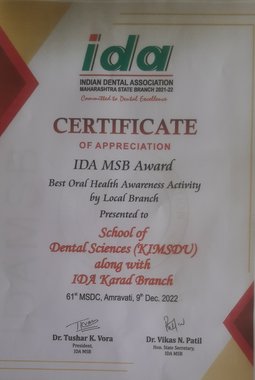 ida
INDIAN DENTAL ASSOCIATION
MAHARASHTRA STATE BRANCH 2021-22
Committed to Dental Excellence
CERTIFICATE
OF APPRECIATION
IDA MSB Award
Best Oral Health Awareness Activity
by Local Branch
Presented to
School of
Dental Sciences (KIMSDU)
along with
IDA Karad Branch
61st MSDC, Amravati, 9th Dec. 2022
Dr. Tushar K. Vora
President,
IDA MSB
Dr. Vikas N. Patil
Hon. State Secretary,
IDA MSB